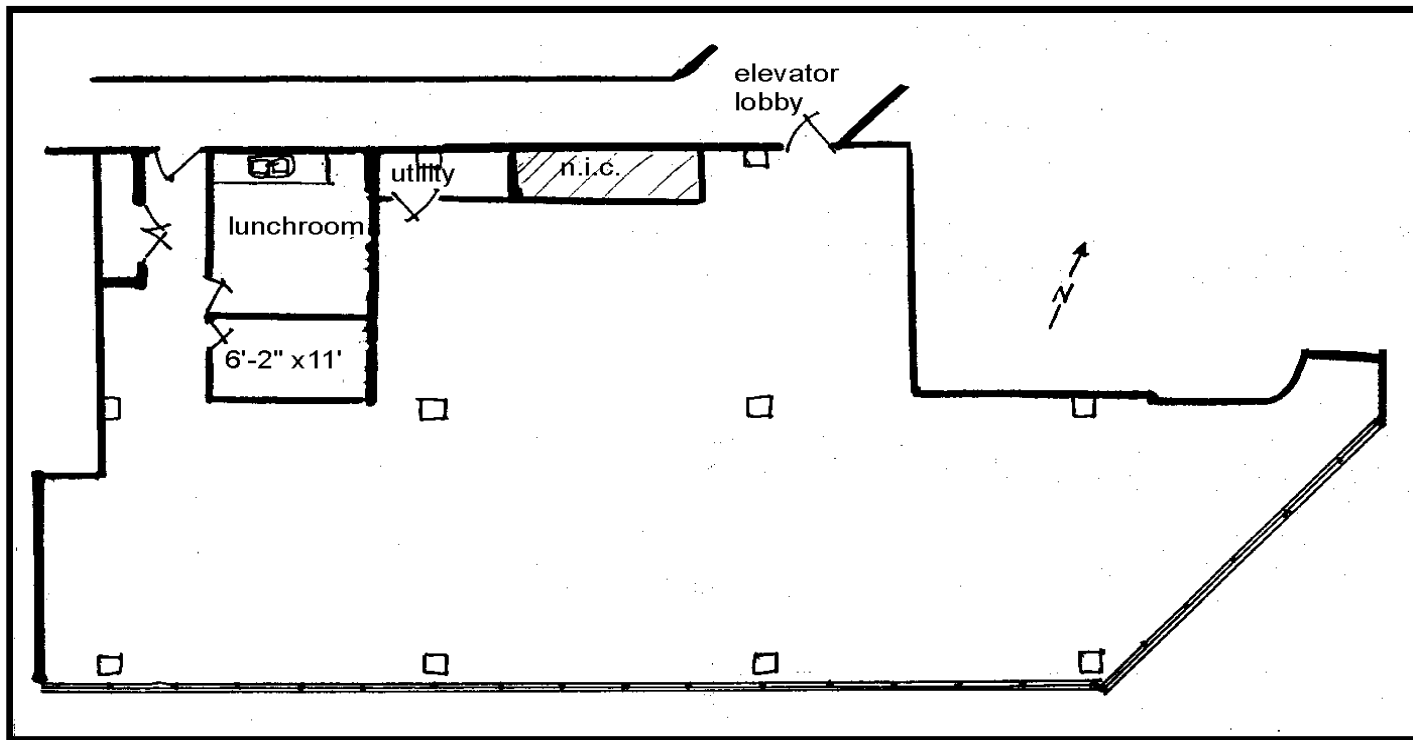 elevator
lobby
utility
n.i.c.
lunchroom
N
6'-2" x11'